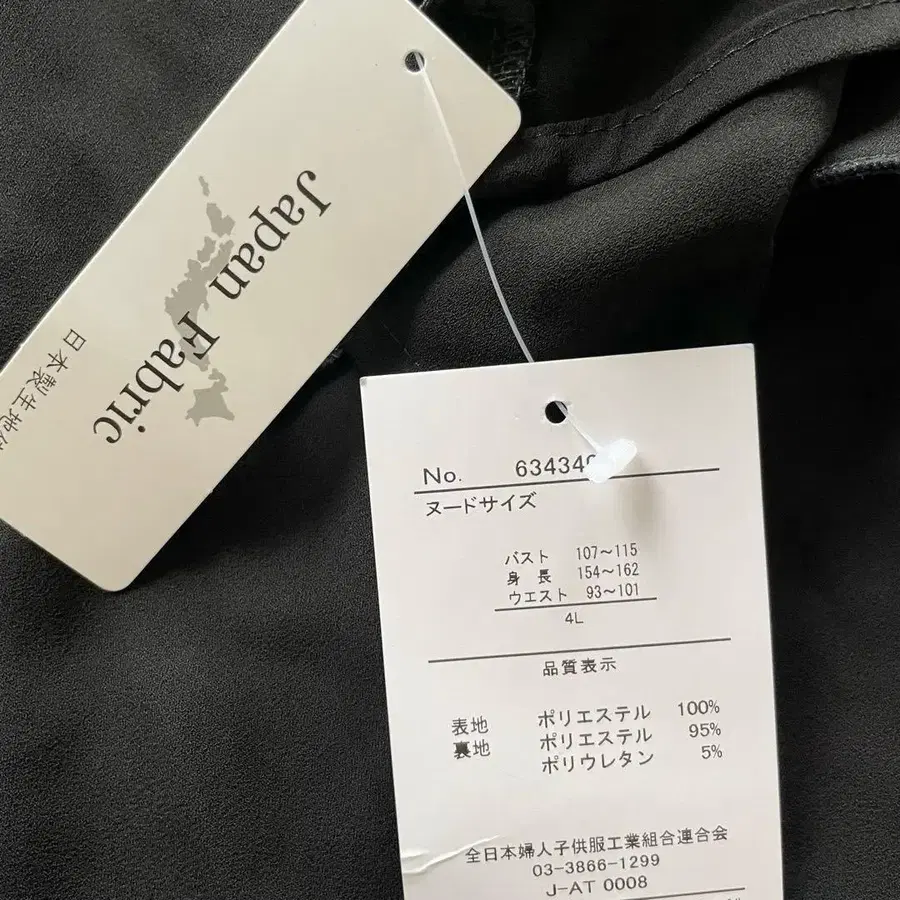 Japan Fabric
日本製生地使
No. 63434
ヌードサイズ
バスト 107～115
身長 154～162
ウエスト 93～101
4L
品質表示
表地 ポリエステル 100%
裏地 ポリエステル 95%
ポリウレタン 5%
全日本婦人子供服工業組合連合会
03-3866-1299
J-AT 0008